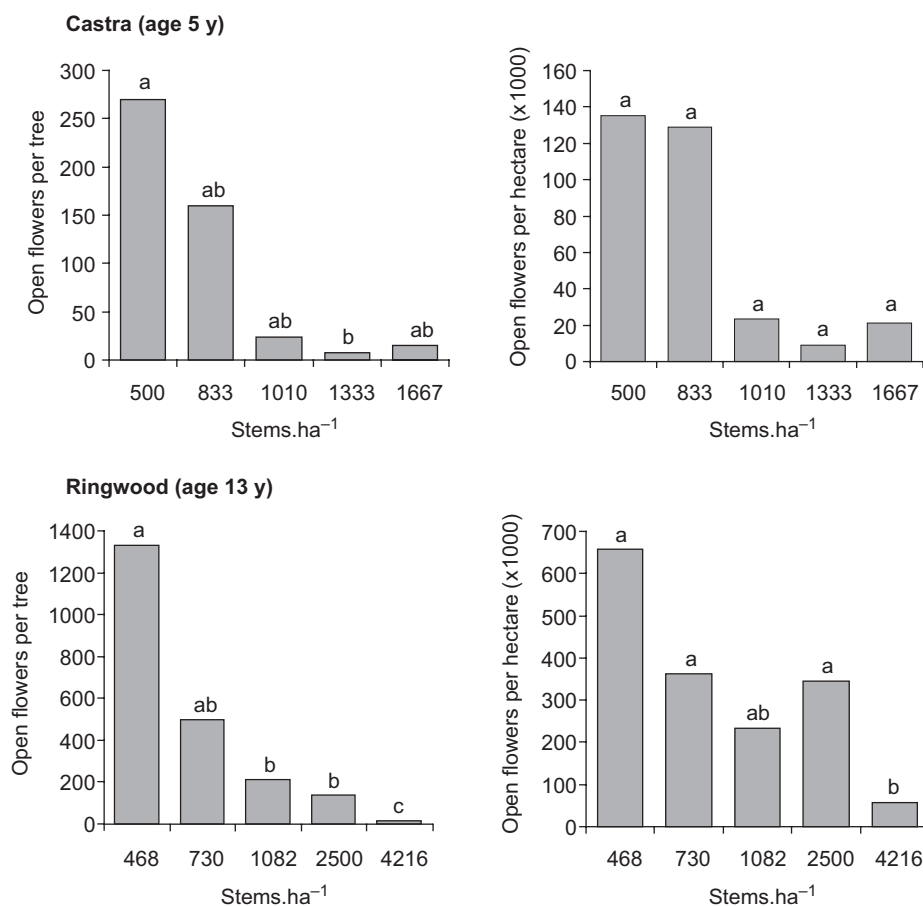 Castra (age 5 y)
Open flowers per tree
300
250
200
150
100
50
0
a
ab
ab
b
ab
500 833 1010 1333 1667
Stems.ha⁻¹
Open flowers per hectare (x1000)
160
140
120
100
80
60
40
20
0
a
a
a
a
a
500 833 1010 1333 1667
Stems.ha⁻¹
Ringwood (age 13 y)
Open flowers per tree
1400
1200
1000
800
600
400
200
0
a
ab
b
b
c
468 730 1082 2500 4216
Stems.ha⁻¹
Open flowers per hectare (x1000)
700
600
500
400
300
200
100
0
a
a
ab
a
b
468 730 1082 2500 4216
Stems.ha⁻¹